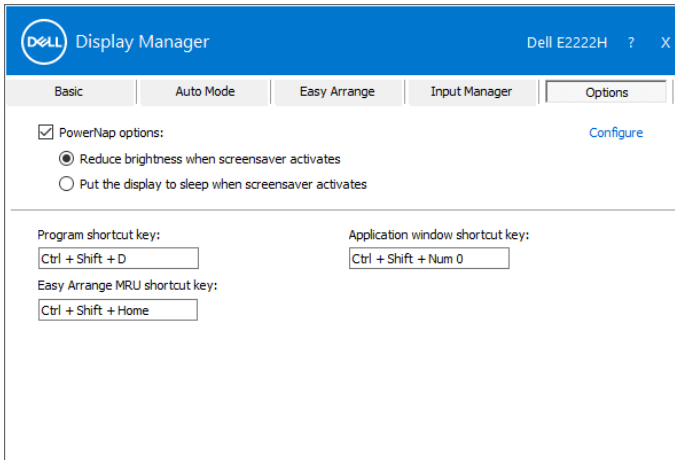 DELL Display Manager Dell E2222H ? X
Basic Auto Mode Easy Arrange Input Manager Options
PowerNap options: Configure
Reduce brightness when screensaver activates
Put the display to sleep when screensaver activates
Program shortcut key: Application window shortcut key:
Ctrl + Shift + D Ctrl + Shift + Num 0
Easy Arrange MRU shortcut key:
Ctrl + Shift + Home